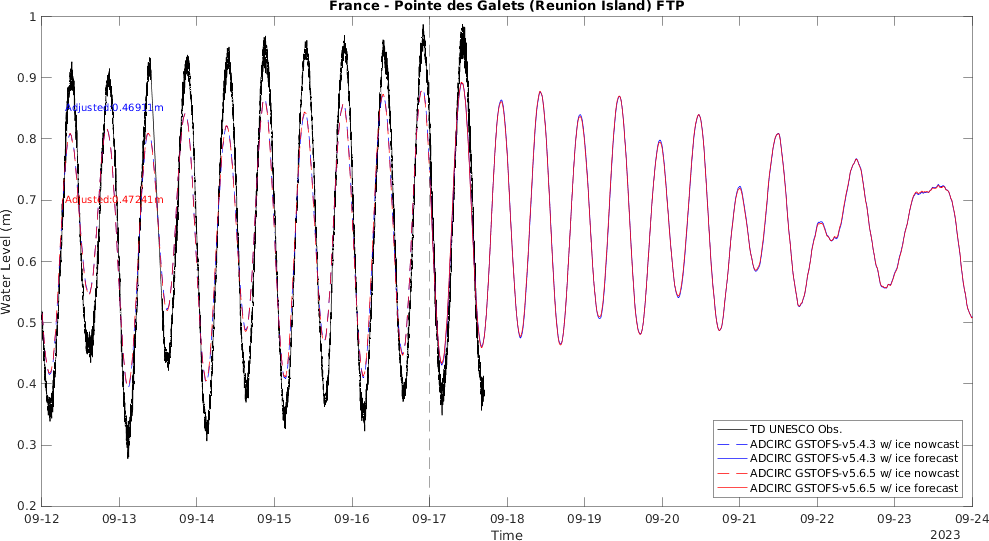 France - Pointe des Galets (Reunion Island) FTP
Water Level (m)
1
0.9
0.8
0.7
0.6
0.5
0.4
0.3
0.2
Adjusted:0.46911m
Adjusted:0.47241m
TD UNESCO Obs.
ADCIRC GSTOFS-v5.4.3 w/ ice nowcast
ADCIRC GSTOFS-v5.4.3 w/ ice forecast
ADCIRC GSTOFS-v5.6.5 w/ ice nowcast
ADCIRC GSTOFS-v5.6.5 w/ ice forecast
09-12 09-13 09-14 09-15 09-16 09-17 09-18 09-19 09-20 09-21 09-22 09-23 09-24
Time
2023